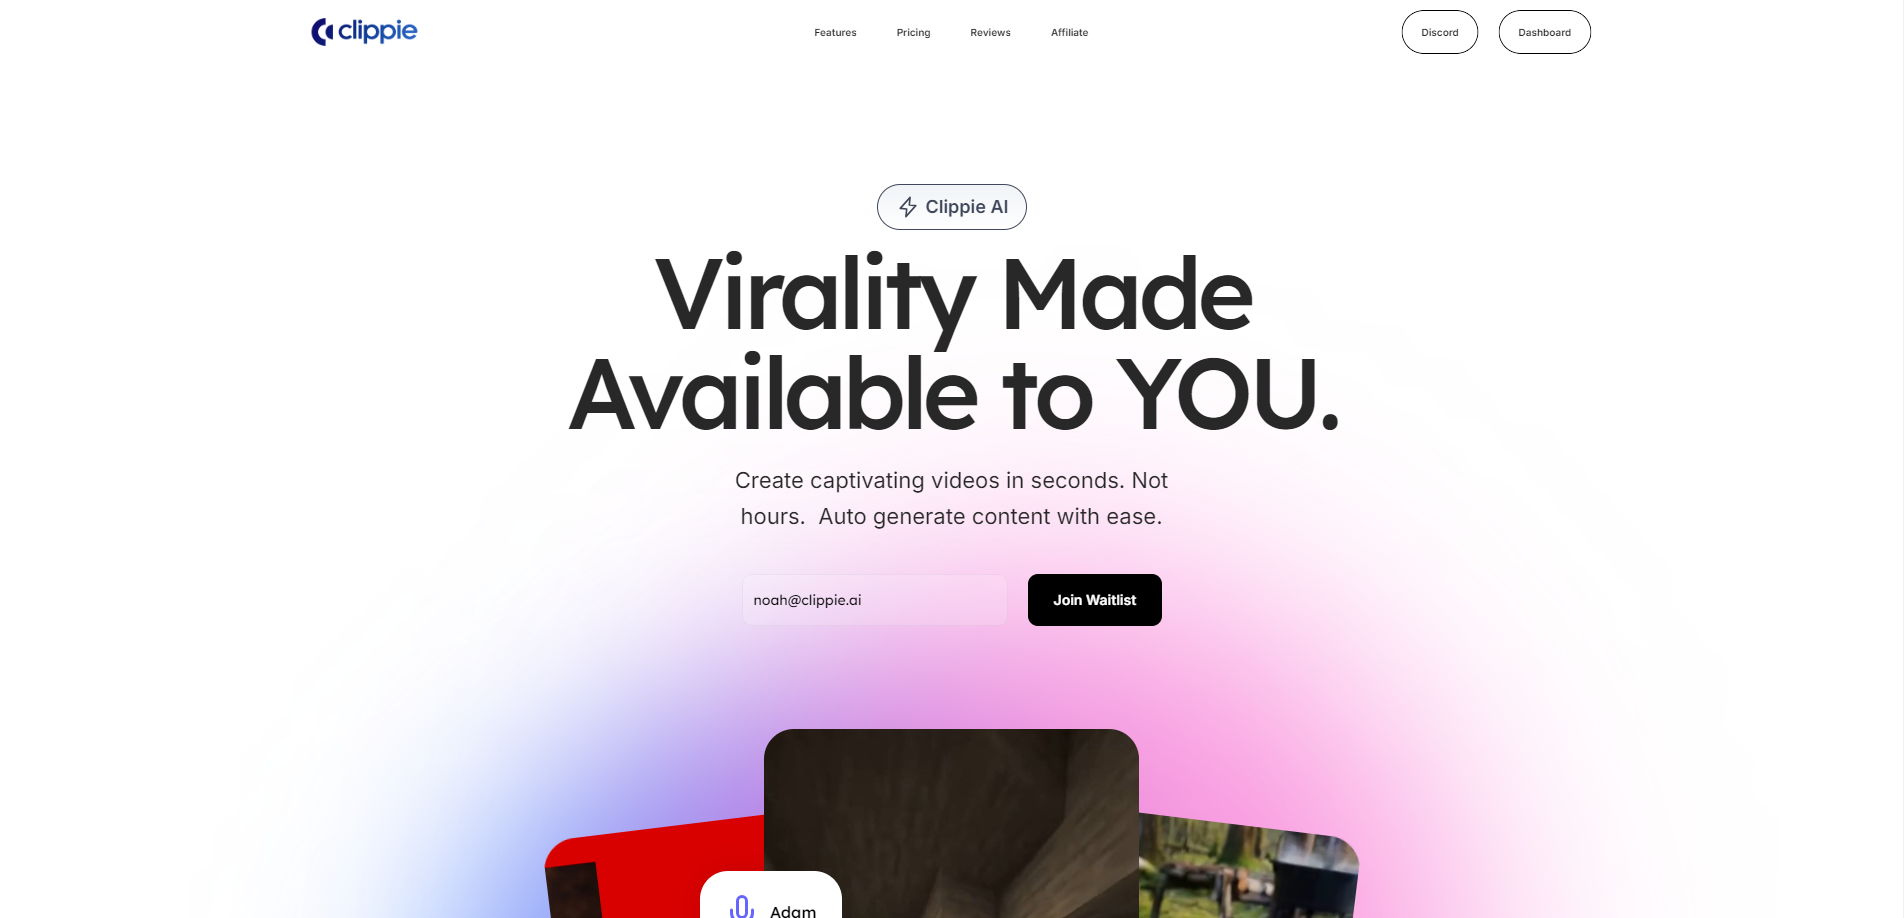 clippie
Features
Pricing
Reviews
Affiliate
Discord
Dashboard
Clippie AI
Virality Made
Available to YOU.
Create captivating videos in seconds. Not
hours.  Auto generate content with ease.
noah@clippie.ai
Join Waitlist
Adam